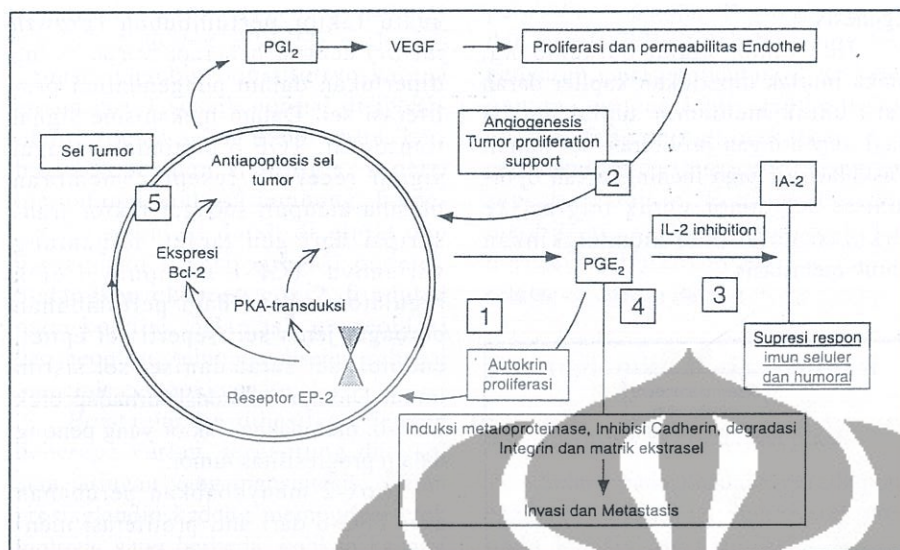 PGI2
VEGF
Proliferasi dan permeabilitas Endothel
Sel Tumor
Antiapoptosis sel
tumor
Angiogenesis
Tumor proliferation
support
2
IA-2
5
IL-2 inhibition
Ekspresi
Bcl-2
PGE2
PKA-transduksi
1
4
3
Autokrin
proliferasi
Supresi respon
imun seluler
dan humoral
Reseptor EP-2
Induksi metaloproteinase, Inhibisi Cadherin, degradasi
Integrin dan matrik ekstrasel
Invasi dan Metastasis